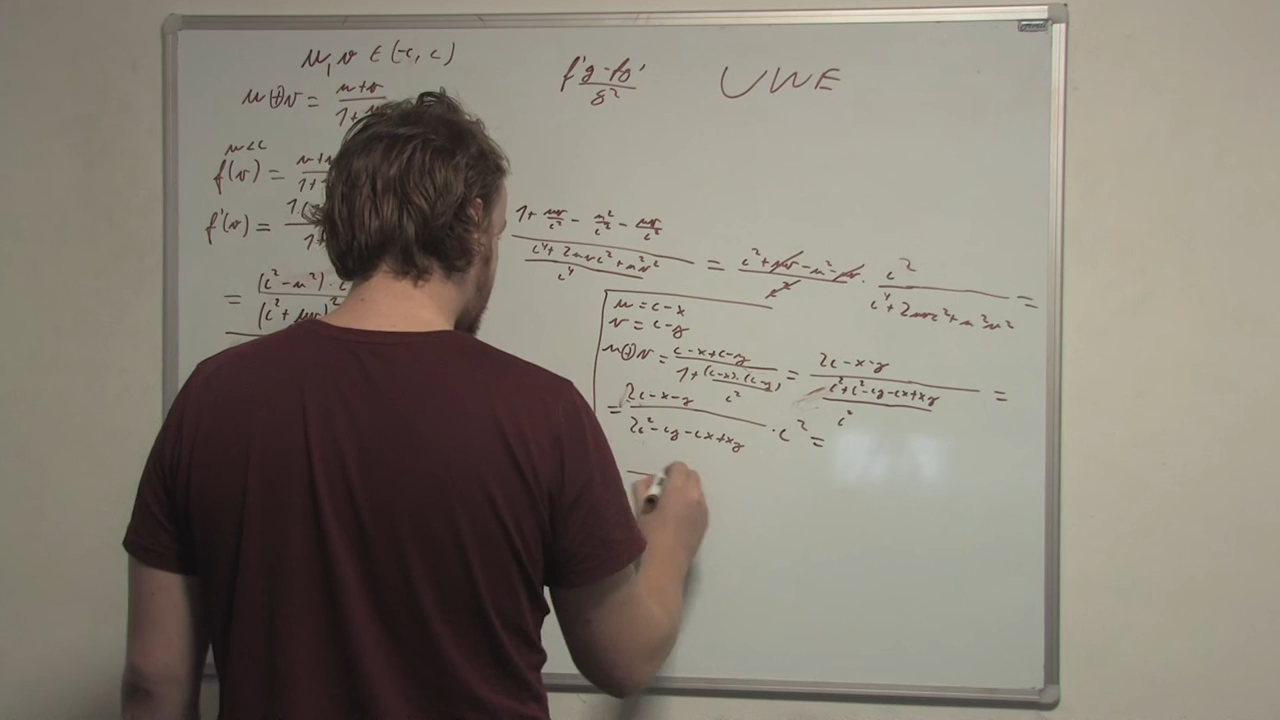 u, v ∈ (-c, c)
u ⊕ v = u+v / 1+
f'g-fg' / g²
UWE
u<c
f(v) =
f'(v) =
1 + uv/c² - u²/c² - uv/c² / (c⁴+2uvc²+u²v² / c⁴) = c²+uv-u²-uv / c² · c² / c⁴+2uvc²+u²v² =
= (c²-u²)·c / (c²+uv)²
u = c-x
v = c-y
u⊕v = c-x+c-y / 1+ (c-x)·(c-y) / c² = 2c-x-y / (c²+c²-cy-cx+xy / c²) =
= 2c-x-y / 2c²-cy-cx+xy · c² =